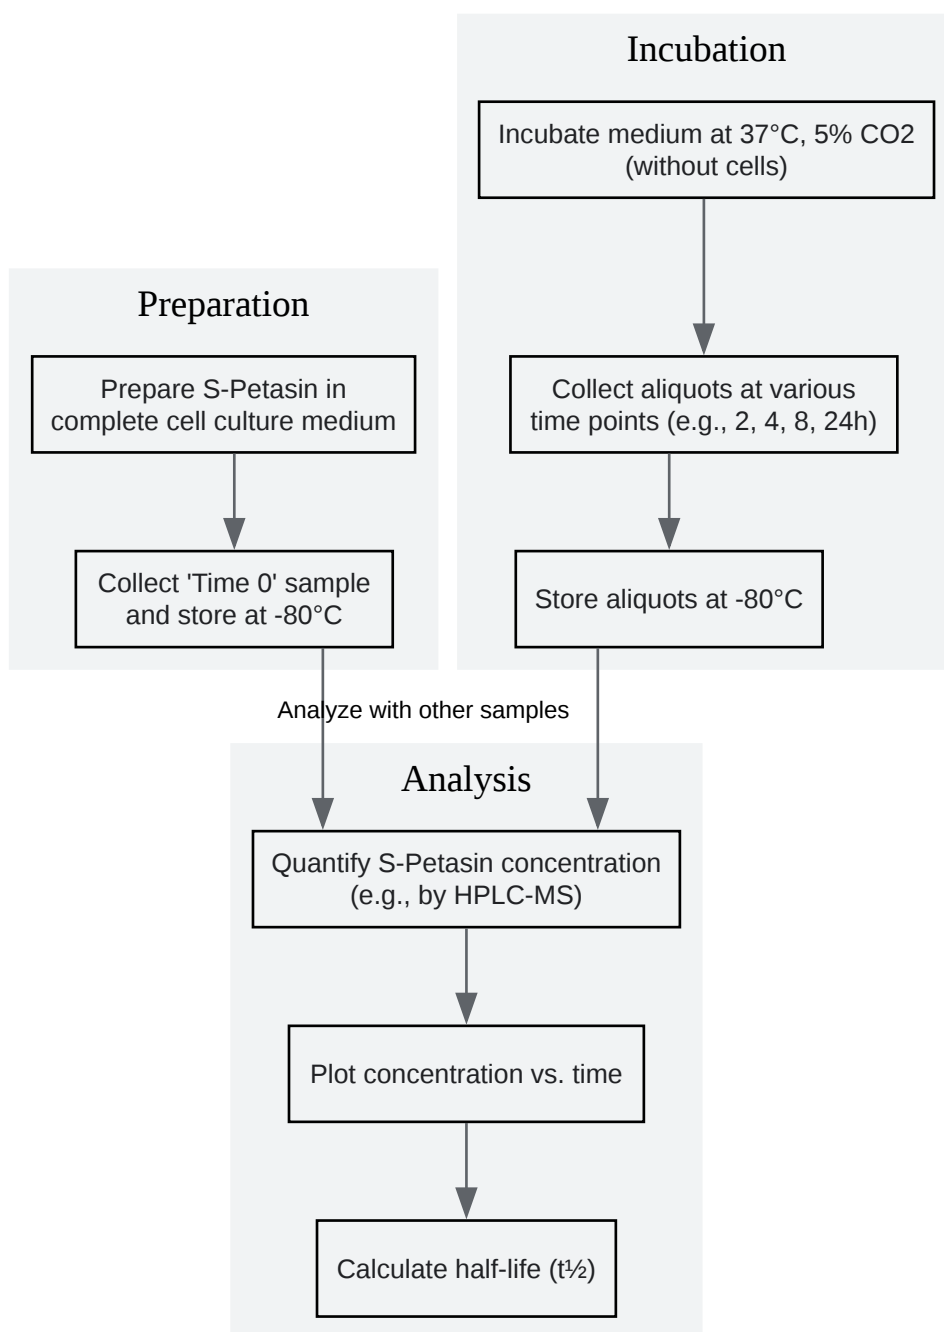 Incubation
Incubate medium at 37°C, 5% CO2
(without cells)
Preparation
Prepare S-Petasin in
complete cell culture medium
Collect aliquots at various
time points (e.g., 2, 4, 8, 24h)
Collect 'Time 0' sample
and store at -80°C
Store aliquots at -80°C
Analyze with other samples
Analysis
Quantify S-Petasin concentration
(e.g., by HPLC-MS)
Plot concentration vs. time
Calculate half-life (t½)